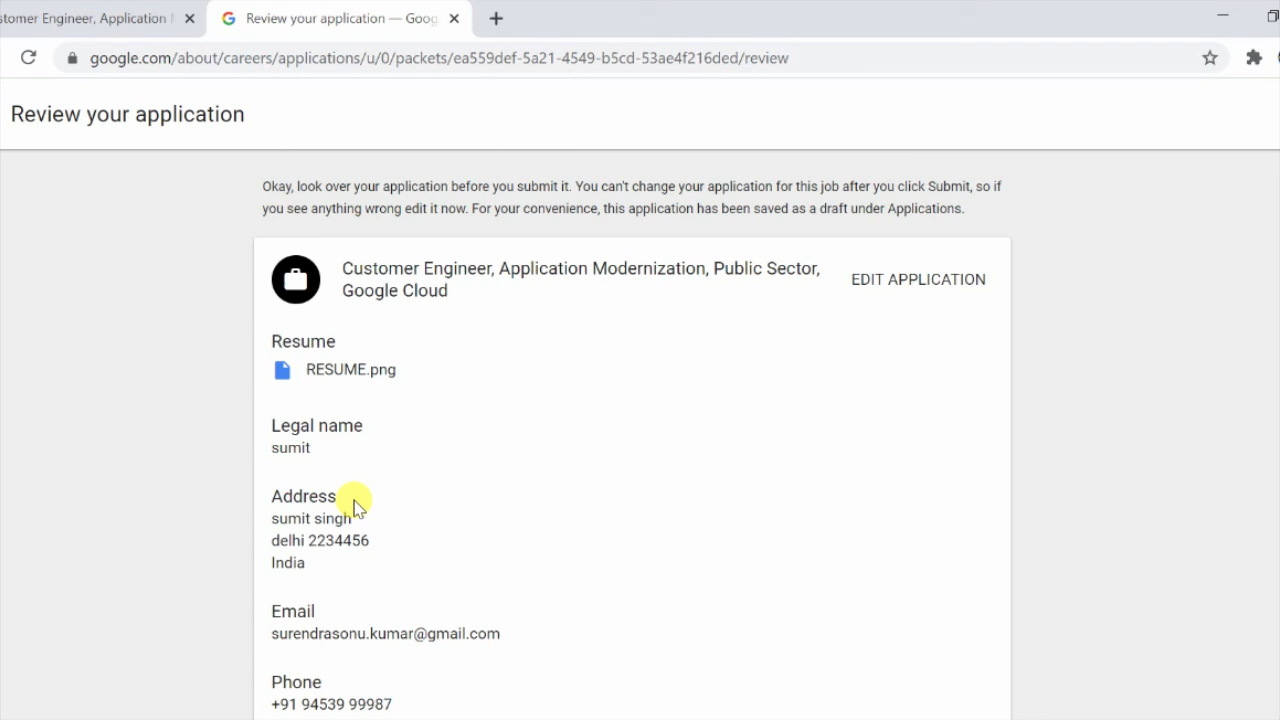 stomer Engineer, Application
Review your application — Goog
google.com/about/careers/applications/u/0/packets/ea559def-5a21-4549-b5cd-53ae4f216ded/review
Review your application
Okay, look over your application before you submit it. You can't change your application for this job after you click Submit, so if
you see anything wrong edit it now. For your convenience, this application has been saved as a draft under Applications.
Customer Engineer, Application Modernization, Public Sector,
Google Cloud
EDIT APPLICATION
Resume
RESUME.png
Legal name
sumit
Address
sumit singh
delhi 2234456
India
Email
surendrasonu.kumar@gmail.com
Phone
+91 94539 99987